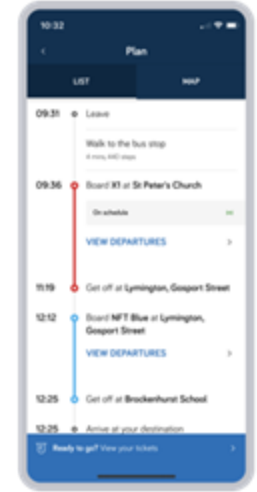 10:32
Plan
LIST
MAP
09:31 Leave
Walk to the bus stop
4 mins, 440 steps
09:36 Board X1 at St Peter's Church
On schedule
VIEW DEPARTURES
11:19 Get off at Lymington, Gosport Street
12:12 Board NFT Blue at Lymington,
Gosport Street
VIEW DEPARTURES
12:25 Get off at Brockenhurst School
12:25 Arrive at your destination
Ready to go? View your tickets